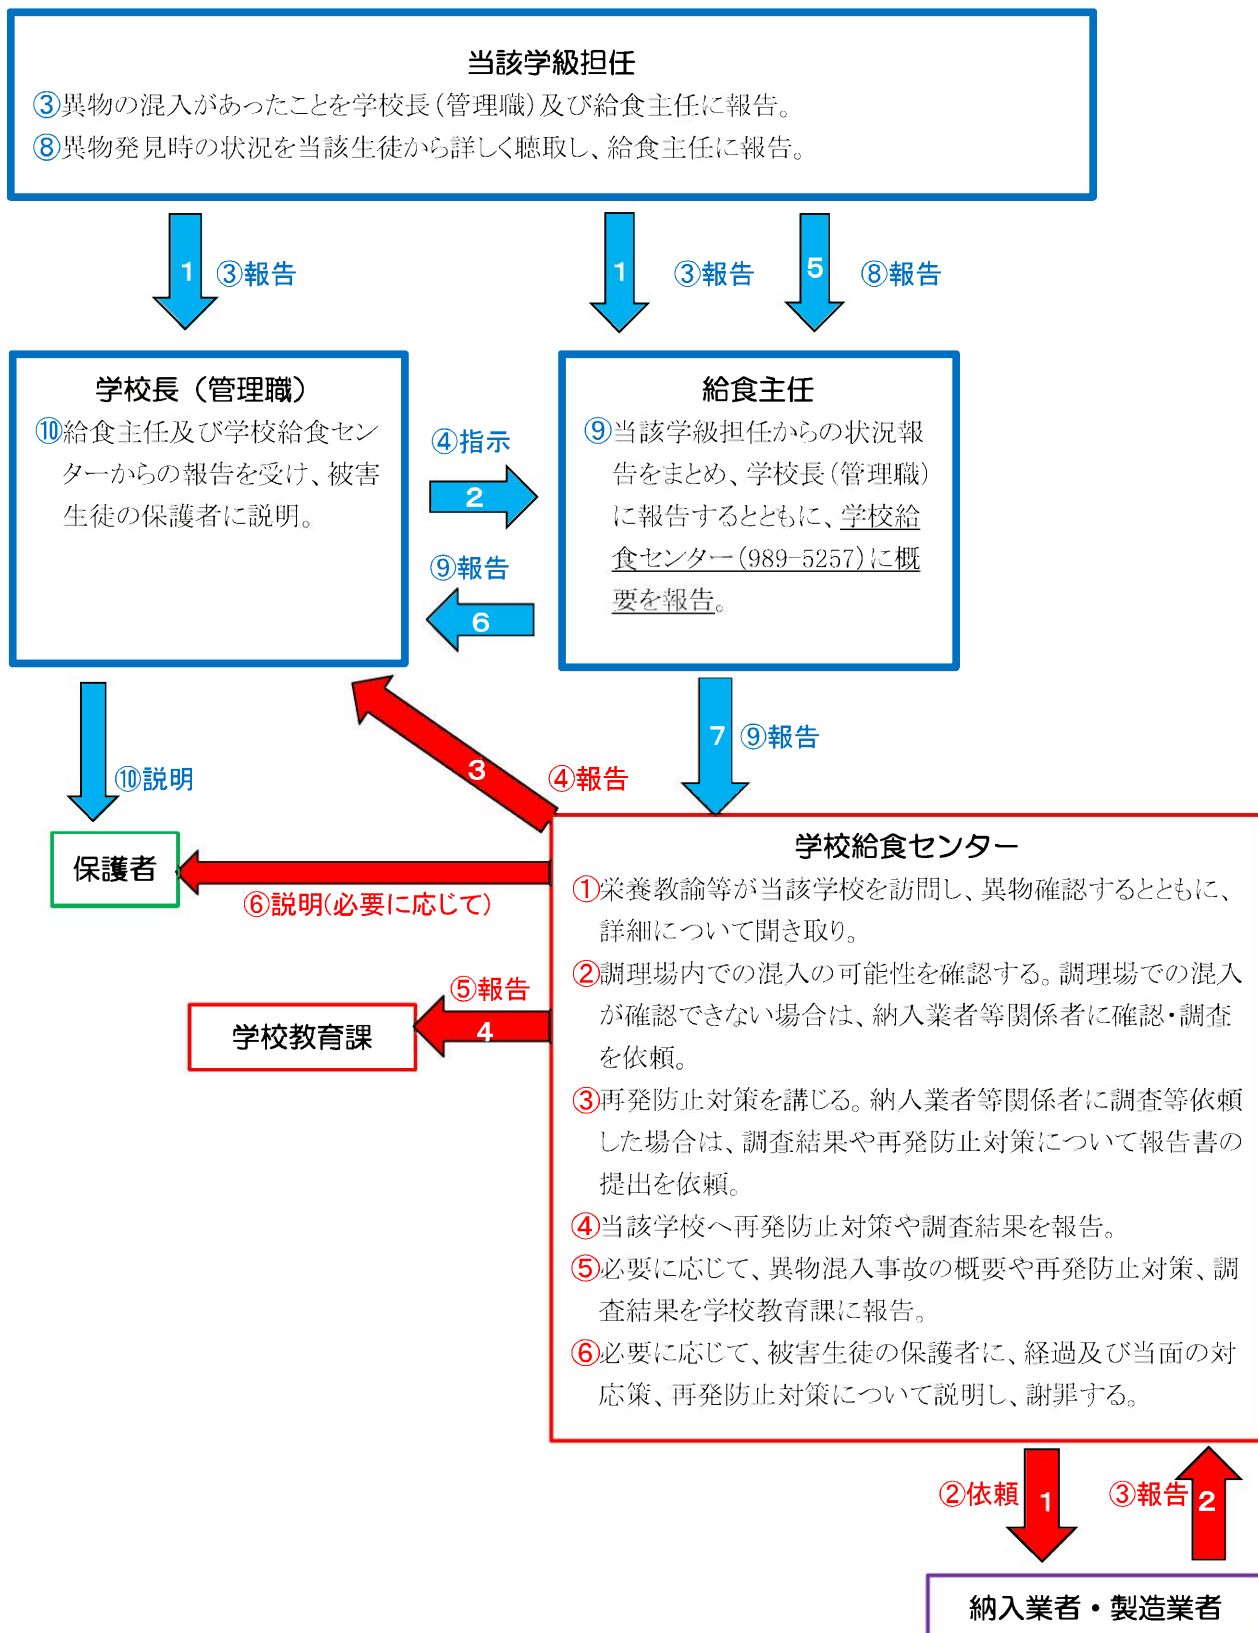 当該学級担任
③異物の混入があったことを学校長(管理職)及び給食主任に報告。
⑧異物発見時の状況を当該生徒から詳しく聴取し、給食主任に報告。
1
③報告
1
③報告
5
⑧報告
学校長（管理職）
⑩給食主任及び学校給食セン
ターからの報告を受け、被害
生徒の保護者に説明。
④指示
2
⑨報告
6
給食主任
⑨当該学級担任からの状況報
告をまとめ、学校長(管理職)
に報告するとともに、学校給
食センター(989-5257)に概
要を報告。
⑩説明
3
④報告
7
⑨報告
保護者
⑥説明(必要に応じて)
⑤報告
4
学校教育課
学校給食センター
①栄養教諭等が当該学校を訪問し、異物確認するとともに、
詳細について聞き取り。
②調理場内での混入の可能性を確認する。調理場での混入
が確認できない場合は、納入業者等関係者に確認・調査
を依頼。
③再発防止対策を講じる。納入業者等関係者に調査等依頼
した場合は、調査結果や再発防止対策について報告書の
提出を依頼。
④当該学校へ再発防止対策や調査結果を報告。
⑤必要に応じて、異物混入事故の概要や再発防止対策、調
査結果を学校教育課に報告。
⑥必要に応じて、被害生徒の保護者に、経過及び当面の対
応策、再発防止対策について説明し、謝罪する。
②依頼
1
③報告
2
納入業者・製造業者